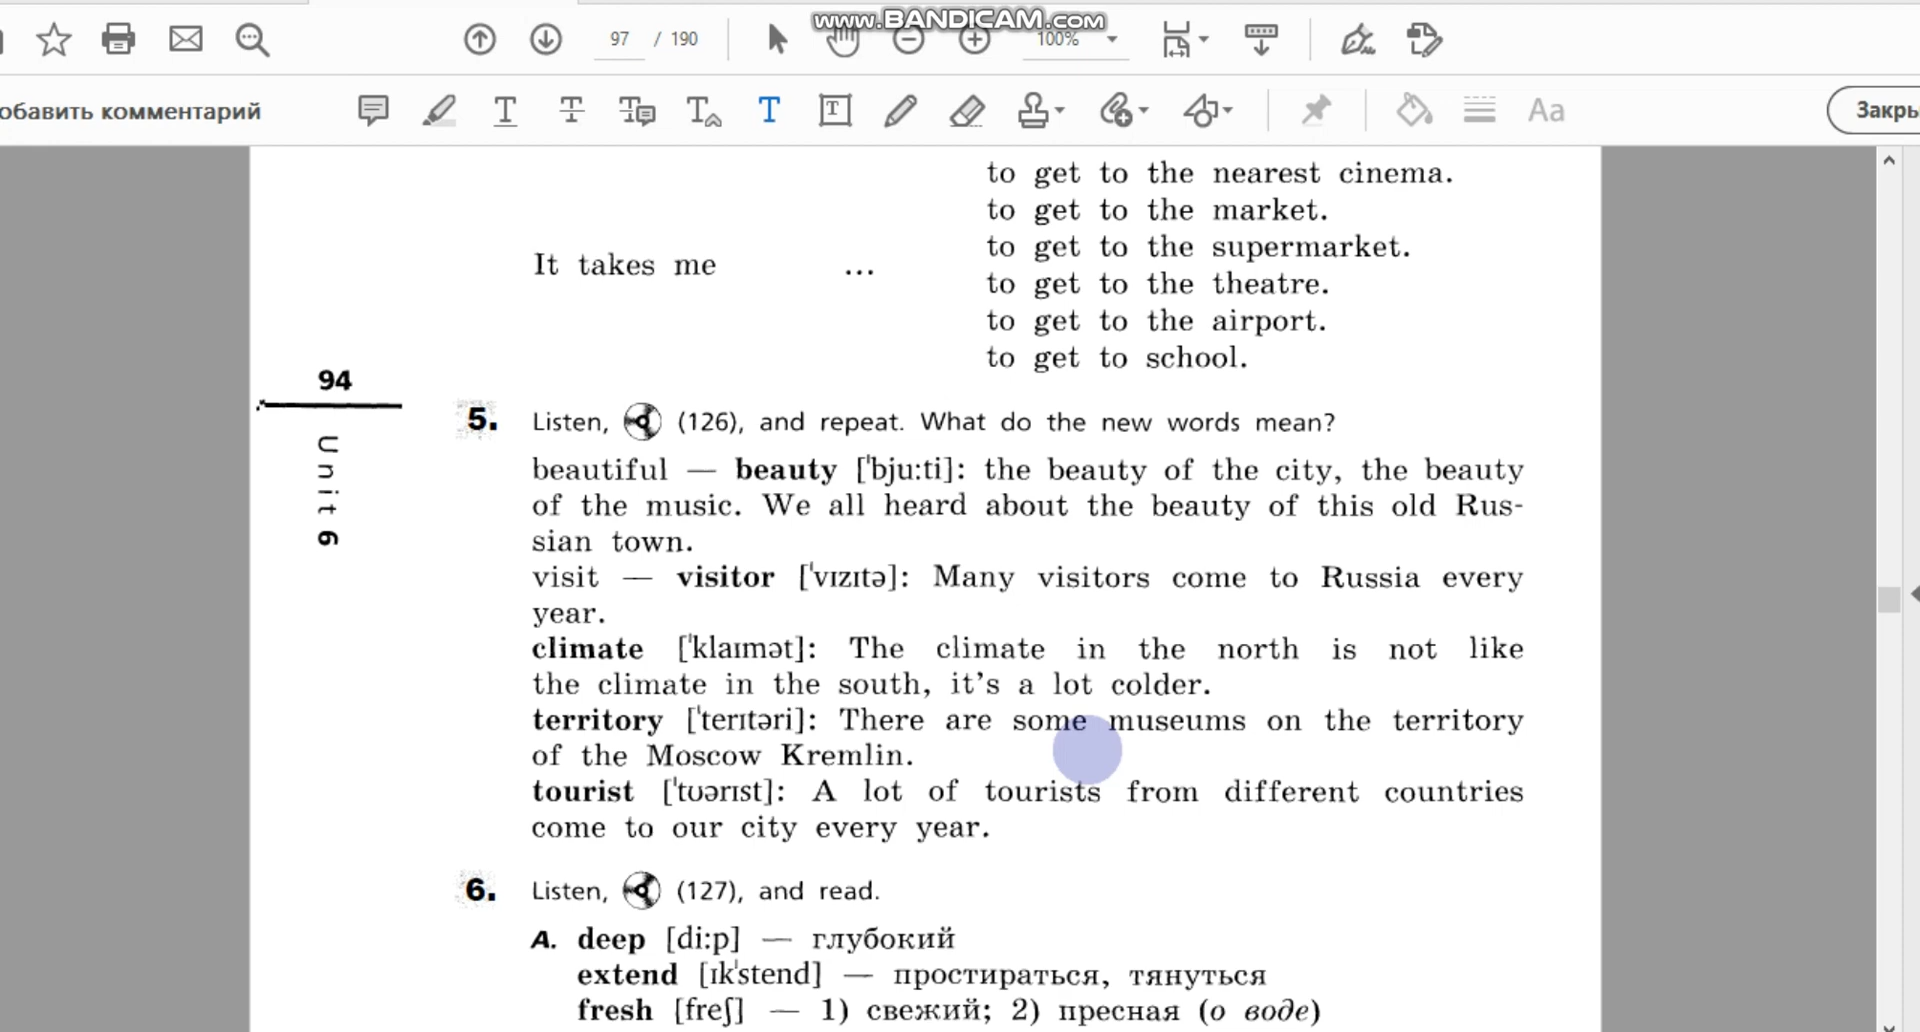 www.BANDICAM.com
97 / 190
100%
обавить комментарий
Aa
Закры
to get to the nearest cinema.
to get to the market.
to get to the supermarket.
It takes me ...
to get to the theatre.
to get to the airport.
to get to school.
94
Unit 6
5. Listen, (126), and repeat. What do the new words mean?
beautiful — beauty [ˈbju:ti]: the beauty of the city, the beauty
of the music. We all heard about the beauty of this old Rus-
sian town.
visit — visitor [ˈvɪzɪtə]: Many visitors come to Russia every
year.
climate [ˈklaɪmət]: The climate in the north is not like
the climate in the south, it's a lot colder.
territory [ˈterɪtəri]: There are some museums on the territory
of the Moscow Kremlin.
tourist [ˈtʊərɪst]: A lot of tourists from different countries
come to our city every year.
6. Listen, (127), and read.
A. deep [di:p] — глубокий
extend [ɪkˈstend] — простираться, тянуться
fresh [freʃ] — 1) свежий; 2) пресная (о воде)